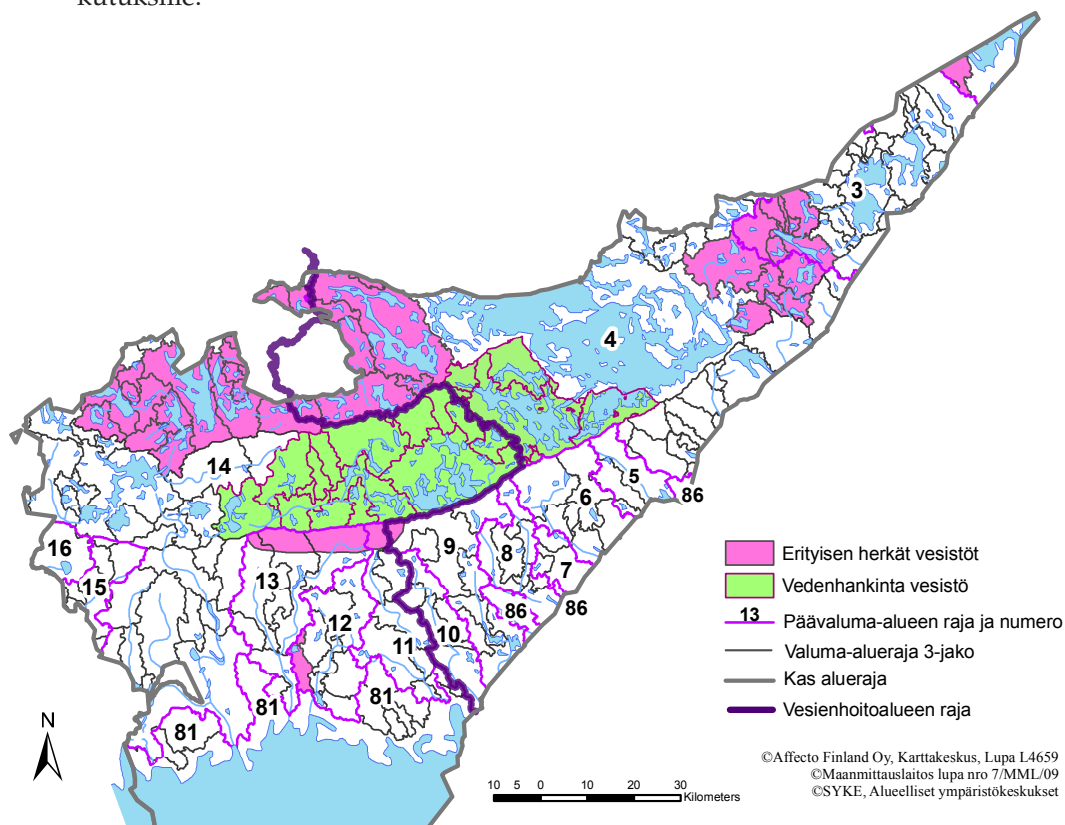 kutuksille.
3
4
14
5
6
86
16
15
13
9
8
7
86
86
12
10
11
81
81
81
Erityisen herkät vesistöt
Vedenhankinta vesistö
13 Päävaluma-alueen raja ja numero
Valuma-alueraja 3-jako
Kas alueraja
Vesienhoitoalueen raja
N
10 5 0 10 20 30
Kilometers
©Affecto Finland Oy, Karttakeskus, Lupa L4659
©Maanmittauslaitos lupa nro 7/MML/09
©SYKE, Alueelliset ympäristökeskukset